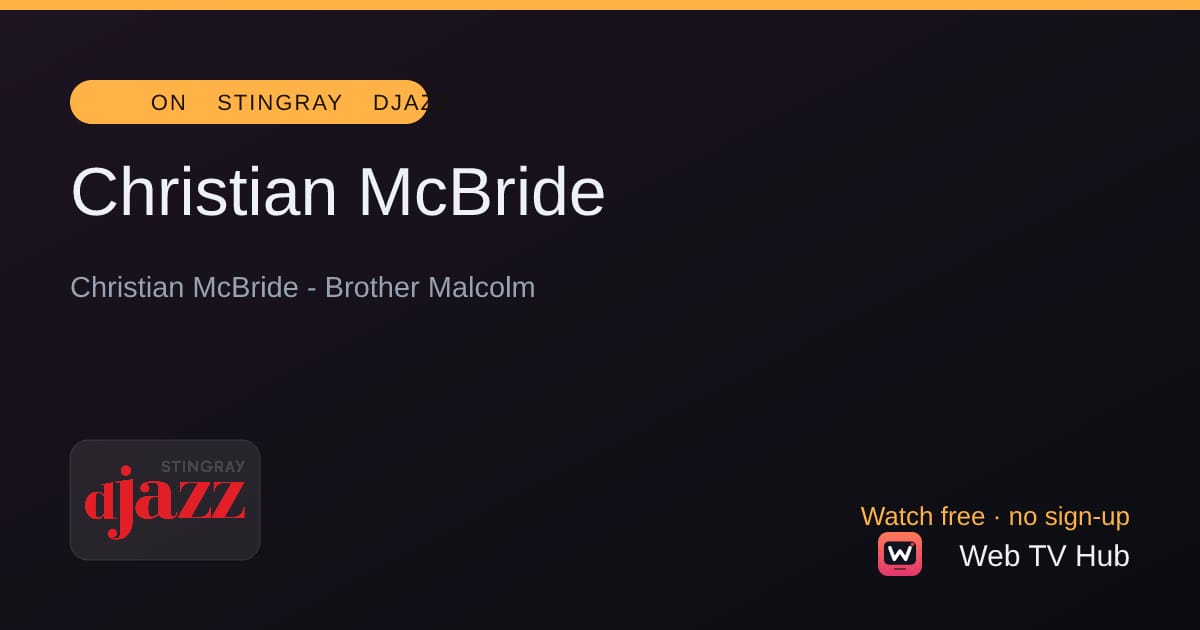 ON STINGRAY DJAZ
Christian McBride
Christian McBride - Brother Malcolm
STINGRAY
djazz
Watch free · no sign-up
W
Web TV Hub